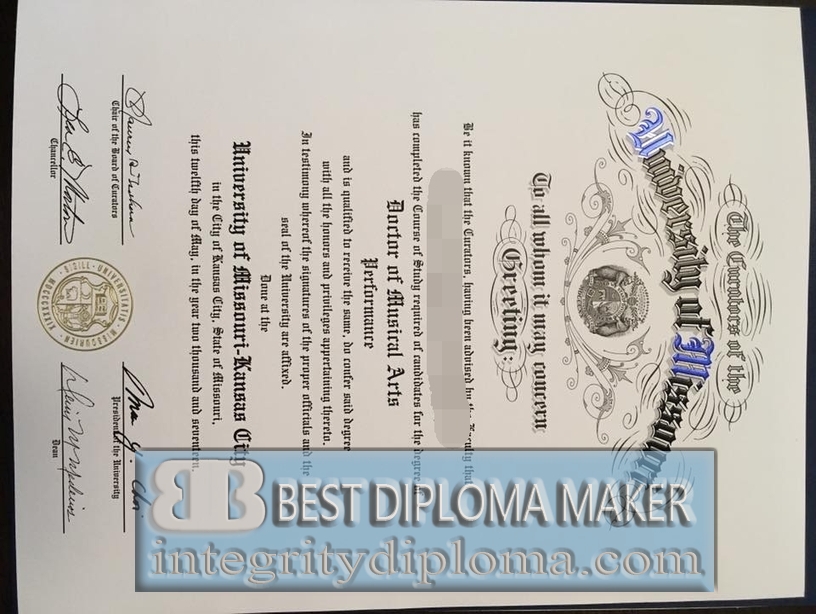 The Curators of the
University of Missouri
To all whom it may concern
Greeting:
Be it known that the Curators, having been advised by the Faculty that
has completed the Course of Study required of candidates for the degree of
Doctor of Musical Arts
Performance
and is qualified to receive the same, do confer said degree
with all the honors and privileges appertaining thereto.
In testimony whereof the signatures of the proper officials and the
seal of the University are affixed.
Done at the
University of Missouri-Kansas City
in the City of Kansas City, State of Missouri,
this twelfth day of May, in the year two thousand and seventeen.
Chair of the Board of Curators
President of the University
Chancellor
Dean
BB BEST DIPLOMA MAKER
integritydiploma.com